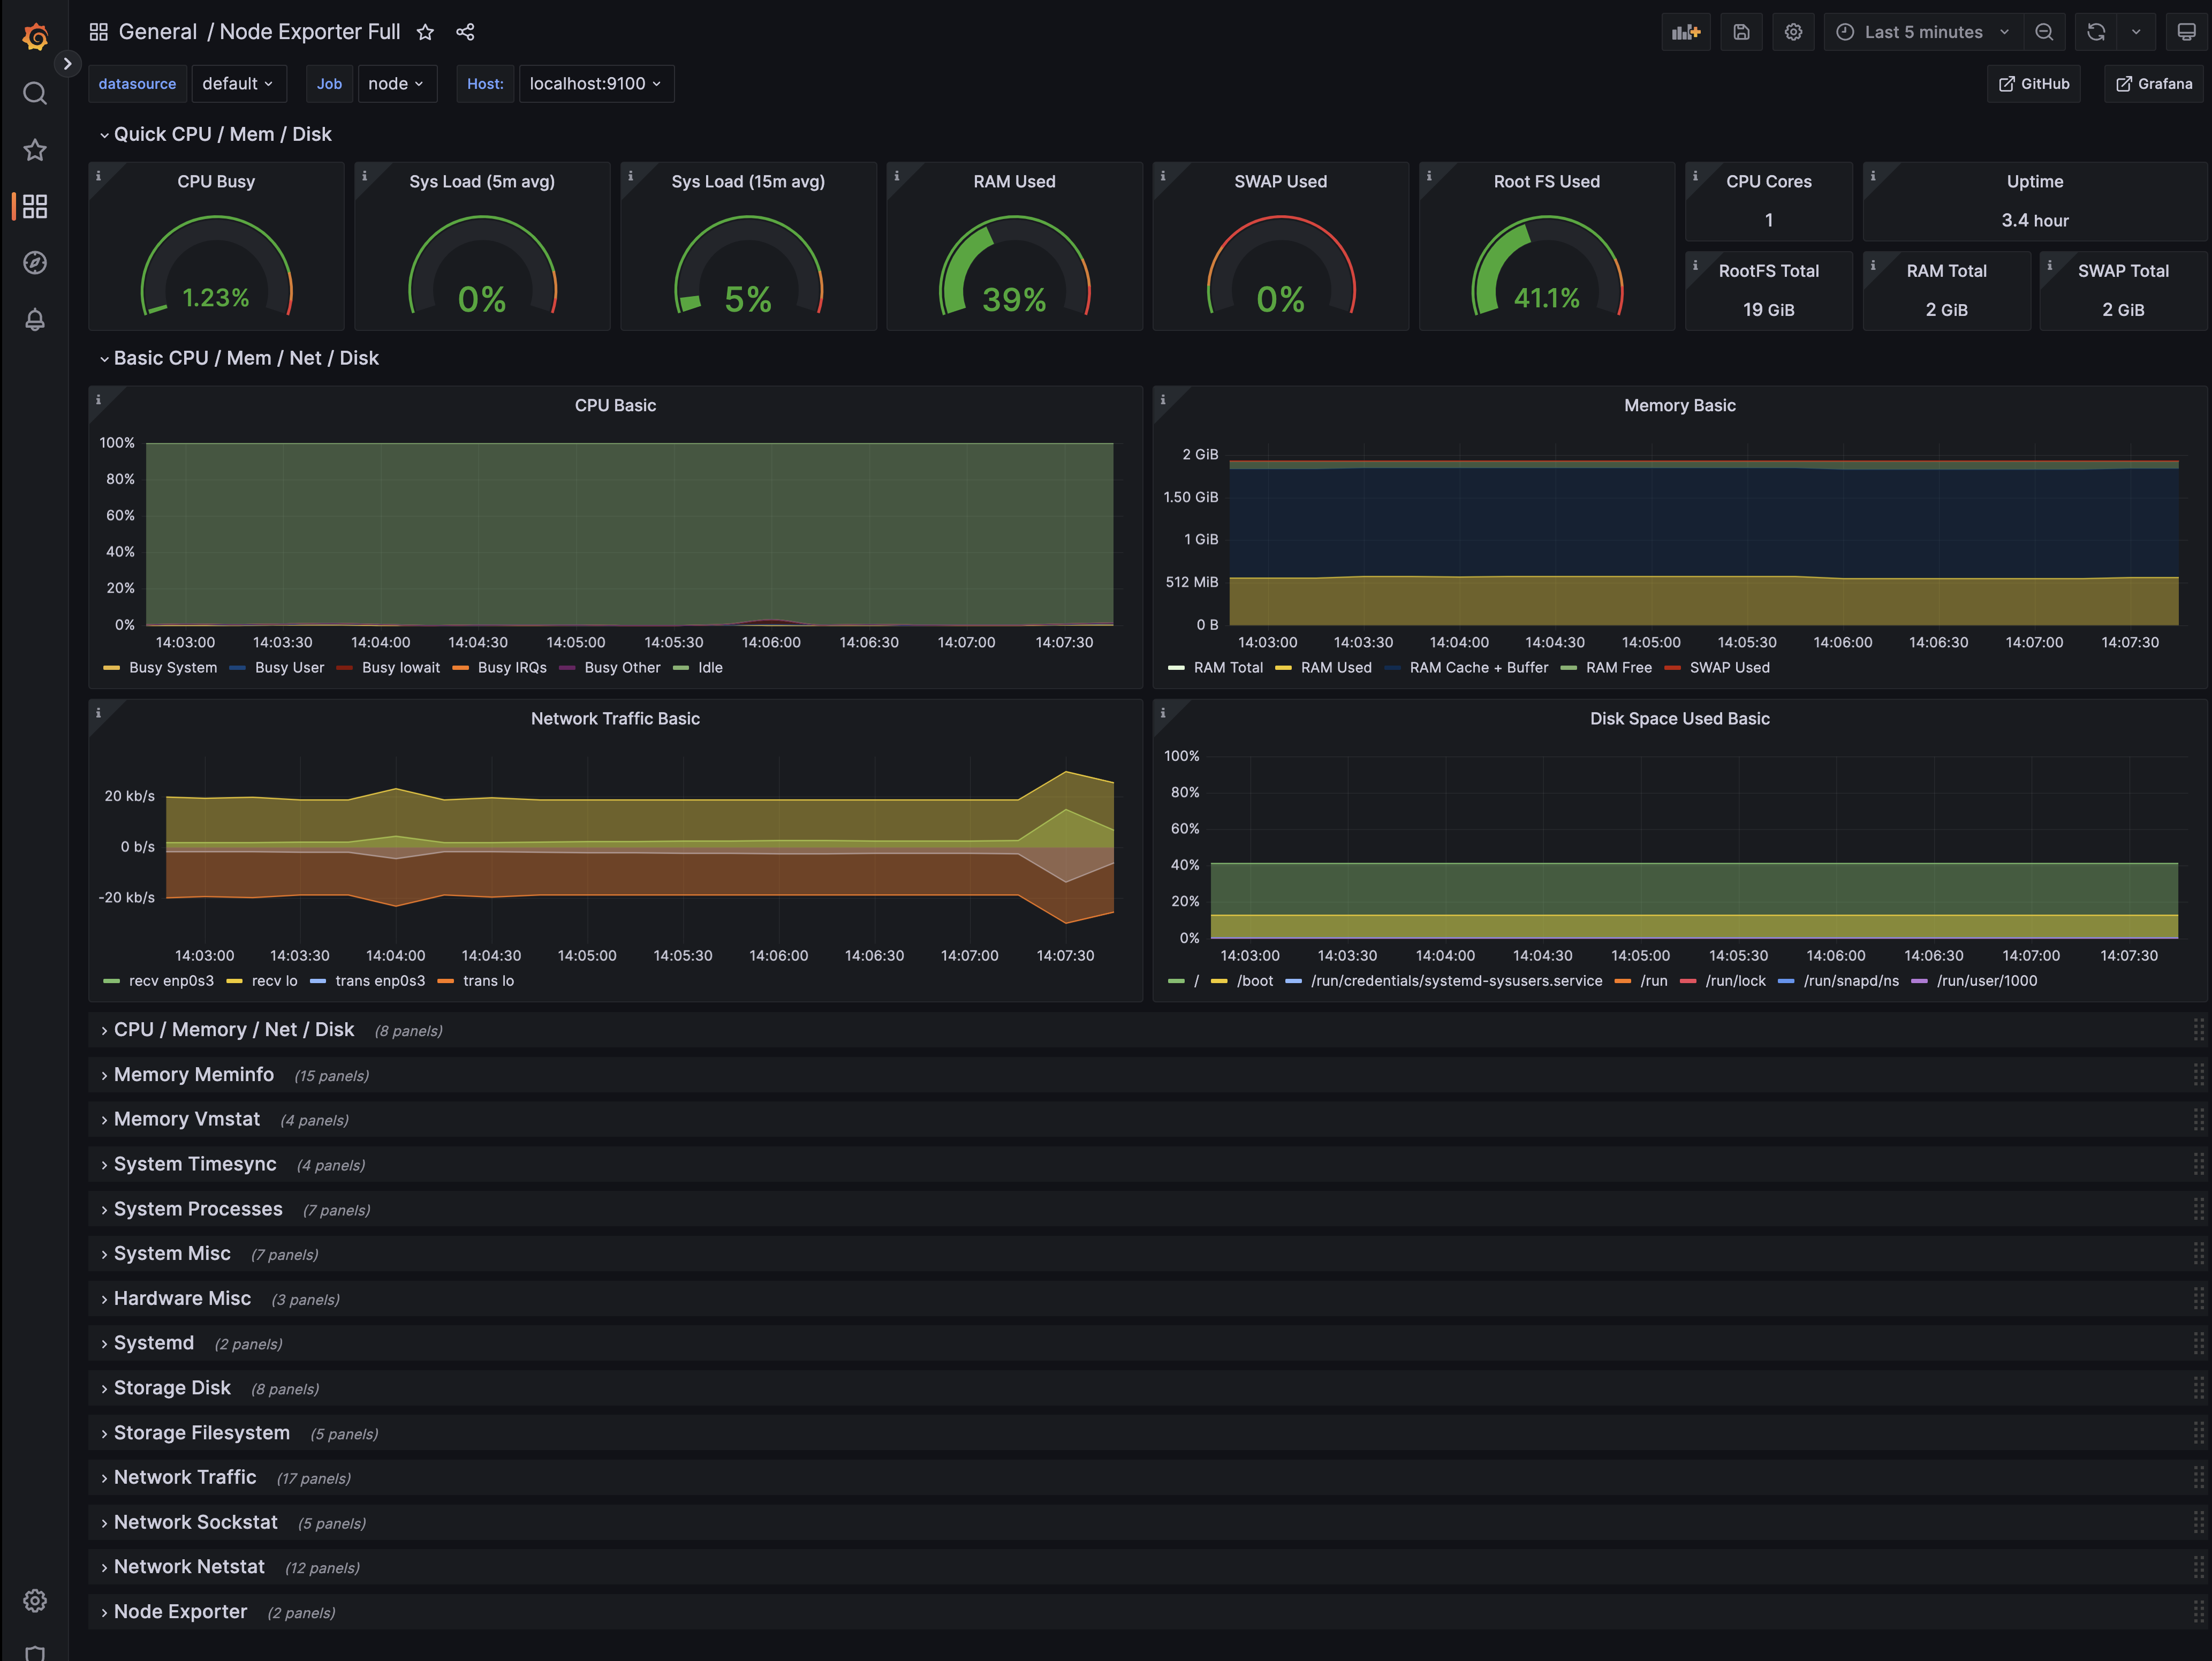 General / Node Exporter Full
Last 5 minutes
datasource default Job node Host: localhost:9100 GitHub Grafana
Quick CPU / Mem / Disk
CPU Busy
1.23%
Sys Load (5m avg)
0%
Sys Load (15m avg)
5%
RAM Used
39%
SWAP Used
0%
Root FS Used
41.1%
CPU Cores
1
Uptime
3.4 hour
RootFS Total
19 GiB
RAM Total
2 GiB
SWAP Total
2 GiB
Basic CPU / Mem / Net / Disk
CPU Basic
100%
80%
60%
40%
20%
0%
14:03:00 14:03:30 14:04:00 14:04:30 14:05:00 14:05:30 14:06:00 14:06:30 14:07:00 14:07:30
Busy System Busy User Busy Iowait Busy IRQs Busy Other Idle
Memory Basic
2 GiB
1.50 GiB
1 GiB
512 MiB
0 B
14:03:00 14:03:30 14:04:00 14:04:30 14:05:00 14:05:30 14:06:00 14:06:30 14:07:00 14:07:30
RAM Total RAM Used RAM Cache + Buffer RAM Free SWAP Used
Network Traffic Basic
20 kb/s
0 b/s
-20 kb/s
14:03:00 14:03:30 14:04:00 14:04:30 14:05:00 14:05:30 14:06:00 14:06:30 14:07:00 14:07:30
recv enp0s3 recv lo trans enp0s3 trans lo
Disk Space Used Basic
100%
80%
60%
40%
20%
0%
14:03:00 14:03:30 14:04:00 14:04:30 14:05:00 14:05:30 14:06:00 14:06:30 14:07:00 14:07:30
/ /boot /run/credentials/systemd-sysusers.service /run /run/lock /run/snapd/ns /run/user/1000
CPU / Memory / Net / Disk (8 panels)
Memory Meminfo (15 panels)
Memory Vmstat (4 panels)
System Timesync (4 panels)
System Processes (7 panels)
System Misc (7 panels)
Hardware Misc (3 panels)
Systemd (2 panels)
Storage Disk (8 panels)
Storage Filesystem (5 panels)
Network Traffic (17 panels)
Network Sockstat (5 panels)
Network Netstat (12 panels)
Node Exporter (2 panels)